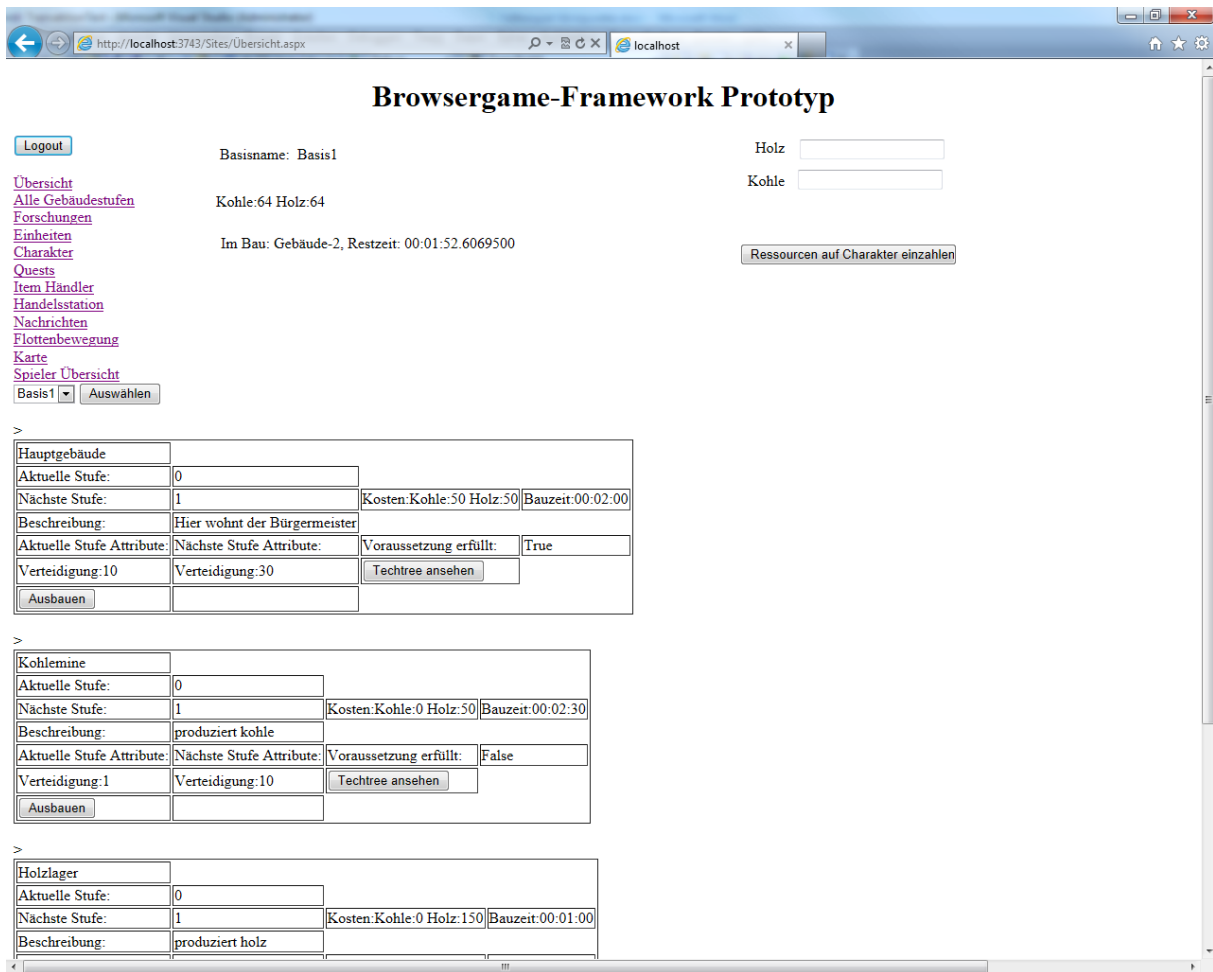 http://localhost:3743/Sites/Übersicht.aspx
localhost
Browsergame-Framework Prototyp
Logout
Basisname: Basis1
Holz
Kohle
Übersicht
Alle Gebäudestufen
Kohle:64 Holz:64
Forschungen
Einheiten
Im Bau: Gebäude-2, Restzeit: 00:01:52.6069500
Charakter
Ressourcen auf Charakter einzahlen
Quests
Item Händler
Handelsstation
Nachrichten
Flottenbewegung
Karte
Spieler Übersicht
Basis1 Auswählen
>
Hauptgebäude
Aktuelle Stufe: 0
Nächste Stufe: 1 Kosten:Kohle:50 Holz:50 Bauzeit:00:02:00
Beschreibung: Hier wohnt der Bürgermeister
Aktuelle Stufe Attribute: Nächste Stufe Attribute: Voraussetzung erfüllt: True
Verteidigung:10 Verteidigung:30 Techtree ansehen
Ausbauen
>
Kohlemine
Aktuelle Stufe: 0
Nächste Stufe: 1 Kosten:Kohle:0 Holz:50 Bauzeit:00:02:30
Beschreibung: produziert kohle
Aktuelle Stufe Attribute: Nächste Stufe Attribute: Voraussetzung erfüllt: False
Verteidigung:1 Verteidigung:10 Techtree ansehen
Ausbauen
>
Holzlager
Aktuelle Stufe: 0
Nächste Stufe: 1 Kosten:Kohle:0 Holz:150 Bauzeit:00:01:00
Beschreibung: produziert holz